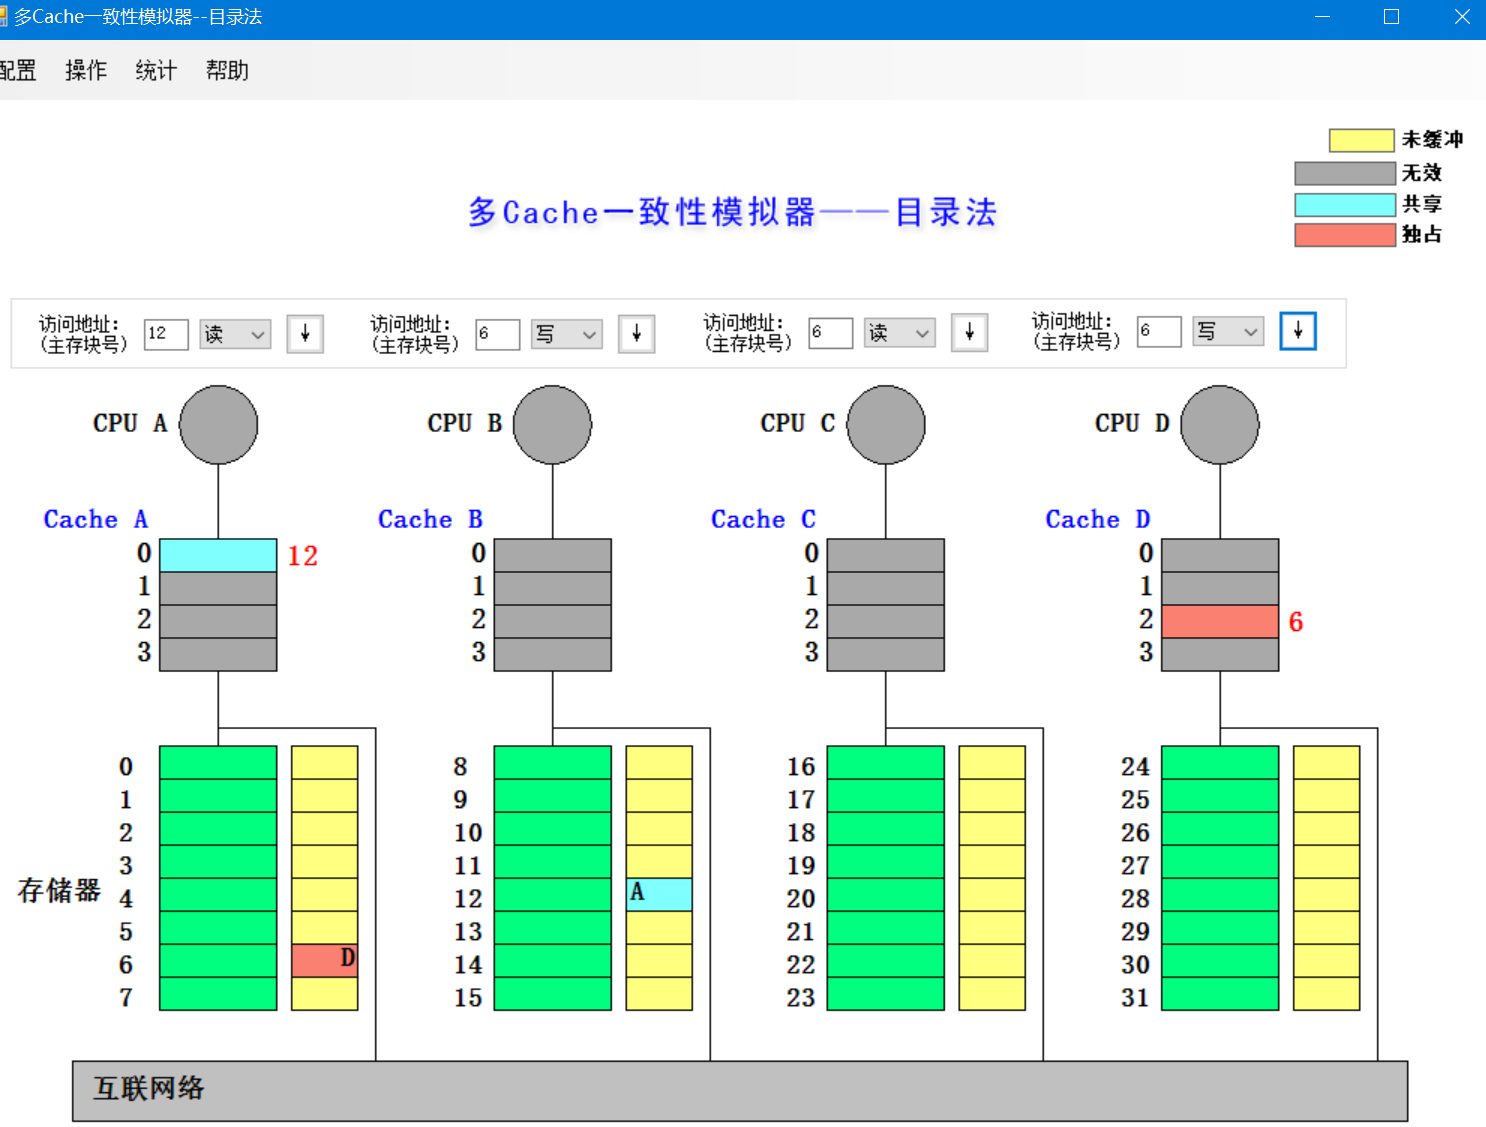 多Cache一致性模拟器--目录法
配置 操作 统计 帮助
未缓冲
无效
共享
独占
多Cache一致性模拟器——目录法
访问地址: (主存块号) 12 读 ↓
访问地址: (主存块号) 6 写 ↓
访问地址: (主存块号) 6 读 ↓
访问地址: (主存块号) 6 写 ↓
CPU A CPU B CPU C CPU D
Cache A Cache B Cache C Cache D
0 12 0 0 0
1 1 1 1
2 2 2 2 6
3 3 3 3
0 8 16 24
1 9 17 25
2 10 18 26
3 11 19 27
存储器 4 12 A 20 28
5 13 21 29
6 D 14 22 30
7 15 23 31
互联网络